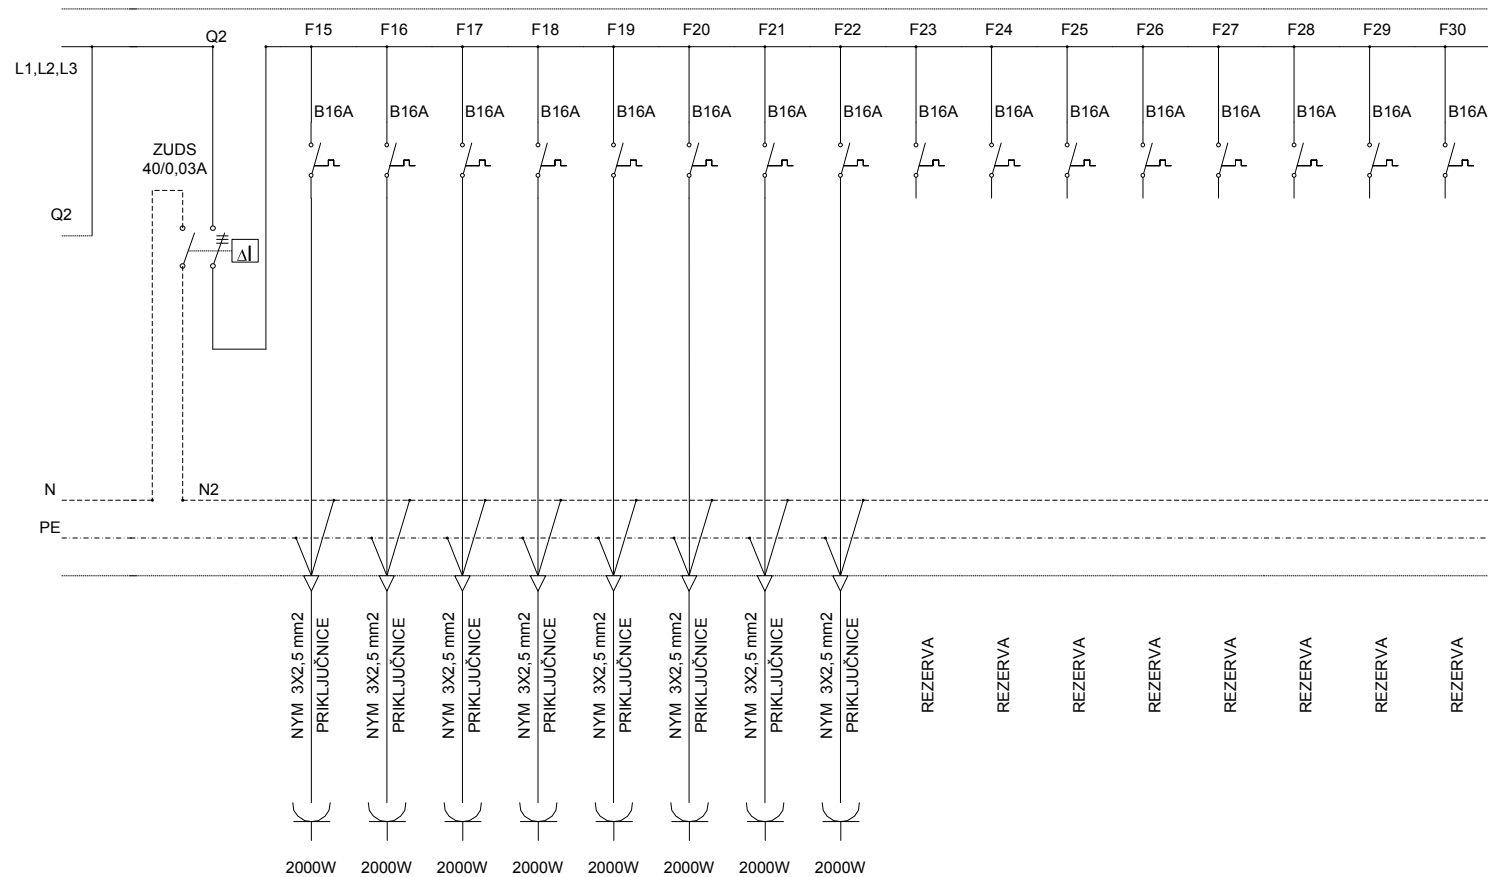 Q2 F15 F16 F17 F18 F19 F20 F21 F22 F23 F24 F25 F26 F27 F28 F29 F30
L1,L2,L3
B16A B16A B16A B16A B16A B16A B16A B16A B16A B16A B16A B16A B16A B16A B16A B16A
ZUDS
40/0,03A
Q2
ΔI
N N2
PE
NYM 3X2,5 mm2
PRIKLJUČNICE
NYM 3X2,5 mm2
PRIKLJUČNICE
NYM 3X2,5 mm2
PRIKLJUČNICE
NYM 3X2,5 mm2
PRIKLJUČNICE
NYM 3X2,5 mm2
PRIKLJUČNICE
NYM 3X2,5 mm2
PRIKLJUČNICE
NYM 3X2,5 mm2
PRIKLJUČNICE
NYM 3X2,5 mm2
PRIKLJUČNICE
REZERVA
REZERVA
REZERVA
REZERVA
REZERVA
REZERVA
REZERVA
REZERVA
2000W 2000W 2000W 2000W 2000W 2000W 2000W 2000W